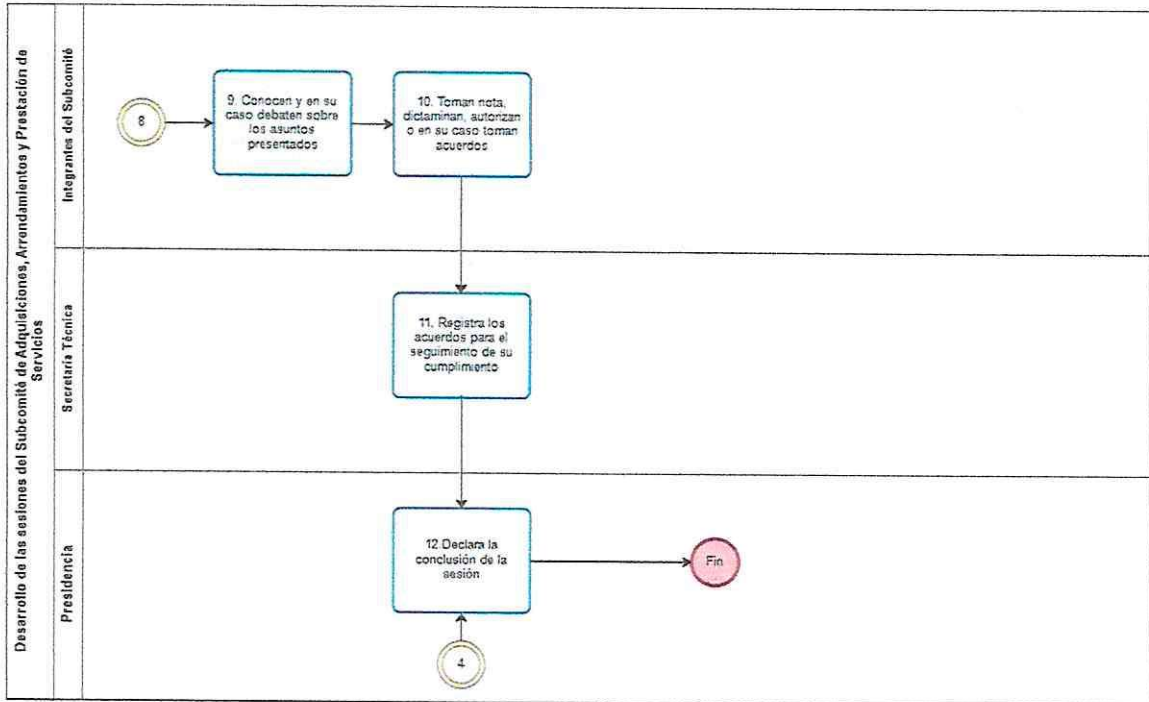 Desarrollo de las sesiones del Subcomité de Adquisiciones, Arrendamientos y Prestación de
Servicios
Integrantes del Subcomité
8
9. Conocen y en su
caso debaten sobre
los asuntos
presentados
10. Toman nota,
dictaminan, autorizan
o en su caso toman
acuerdos
Secretaría Técnica
11. Registra los
acuerdos para el
seguimiento de su
cumplimiento
Presidencia
12.Declara la
conclusión de la
sesión
Fin
4